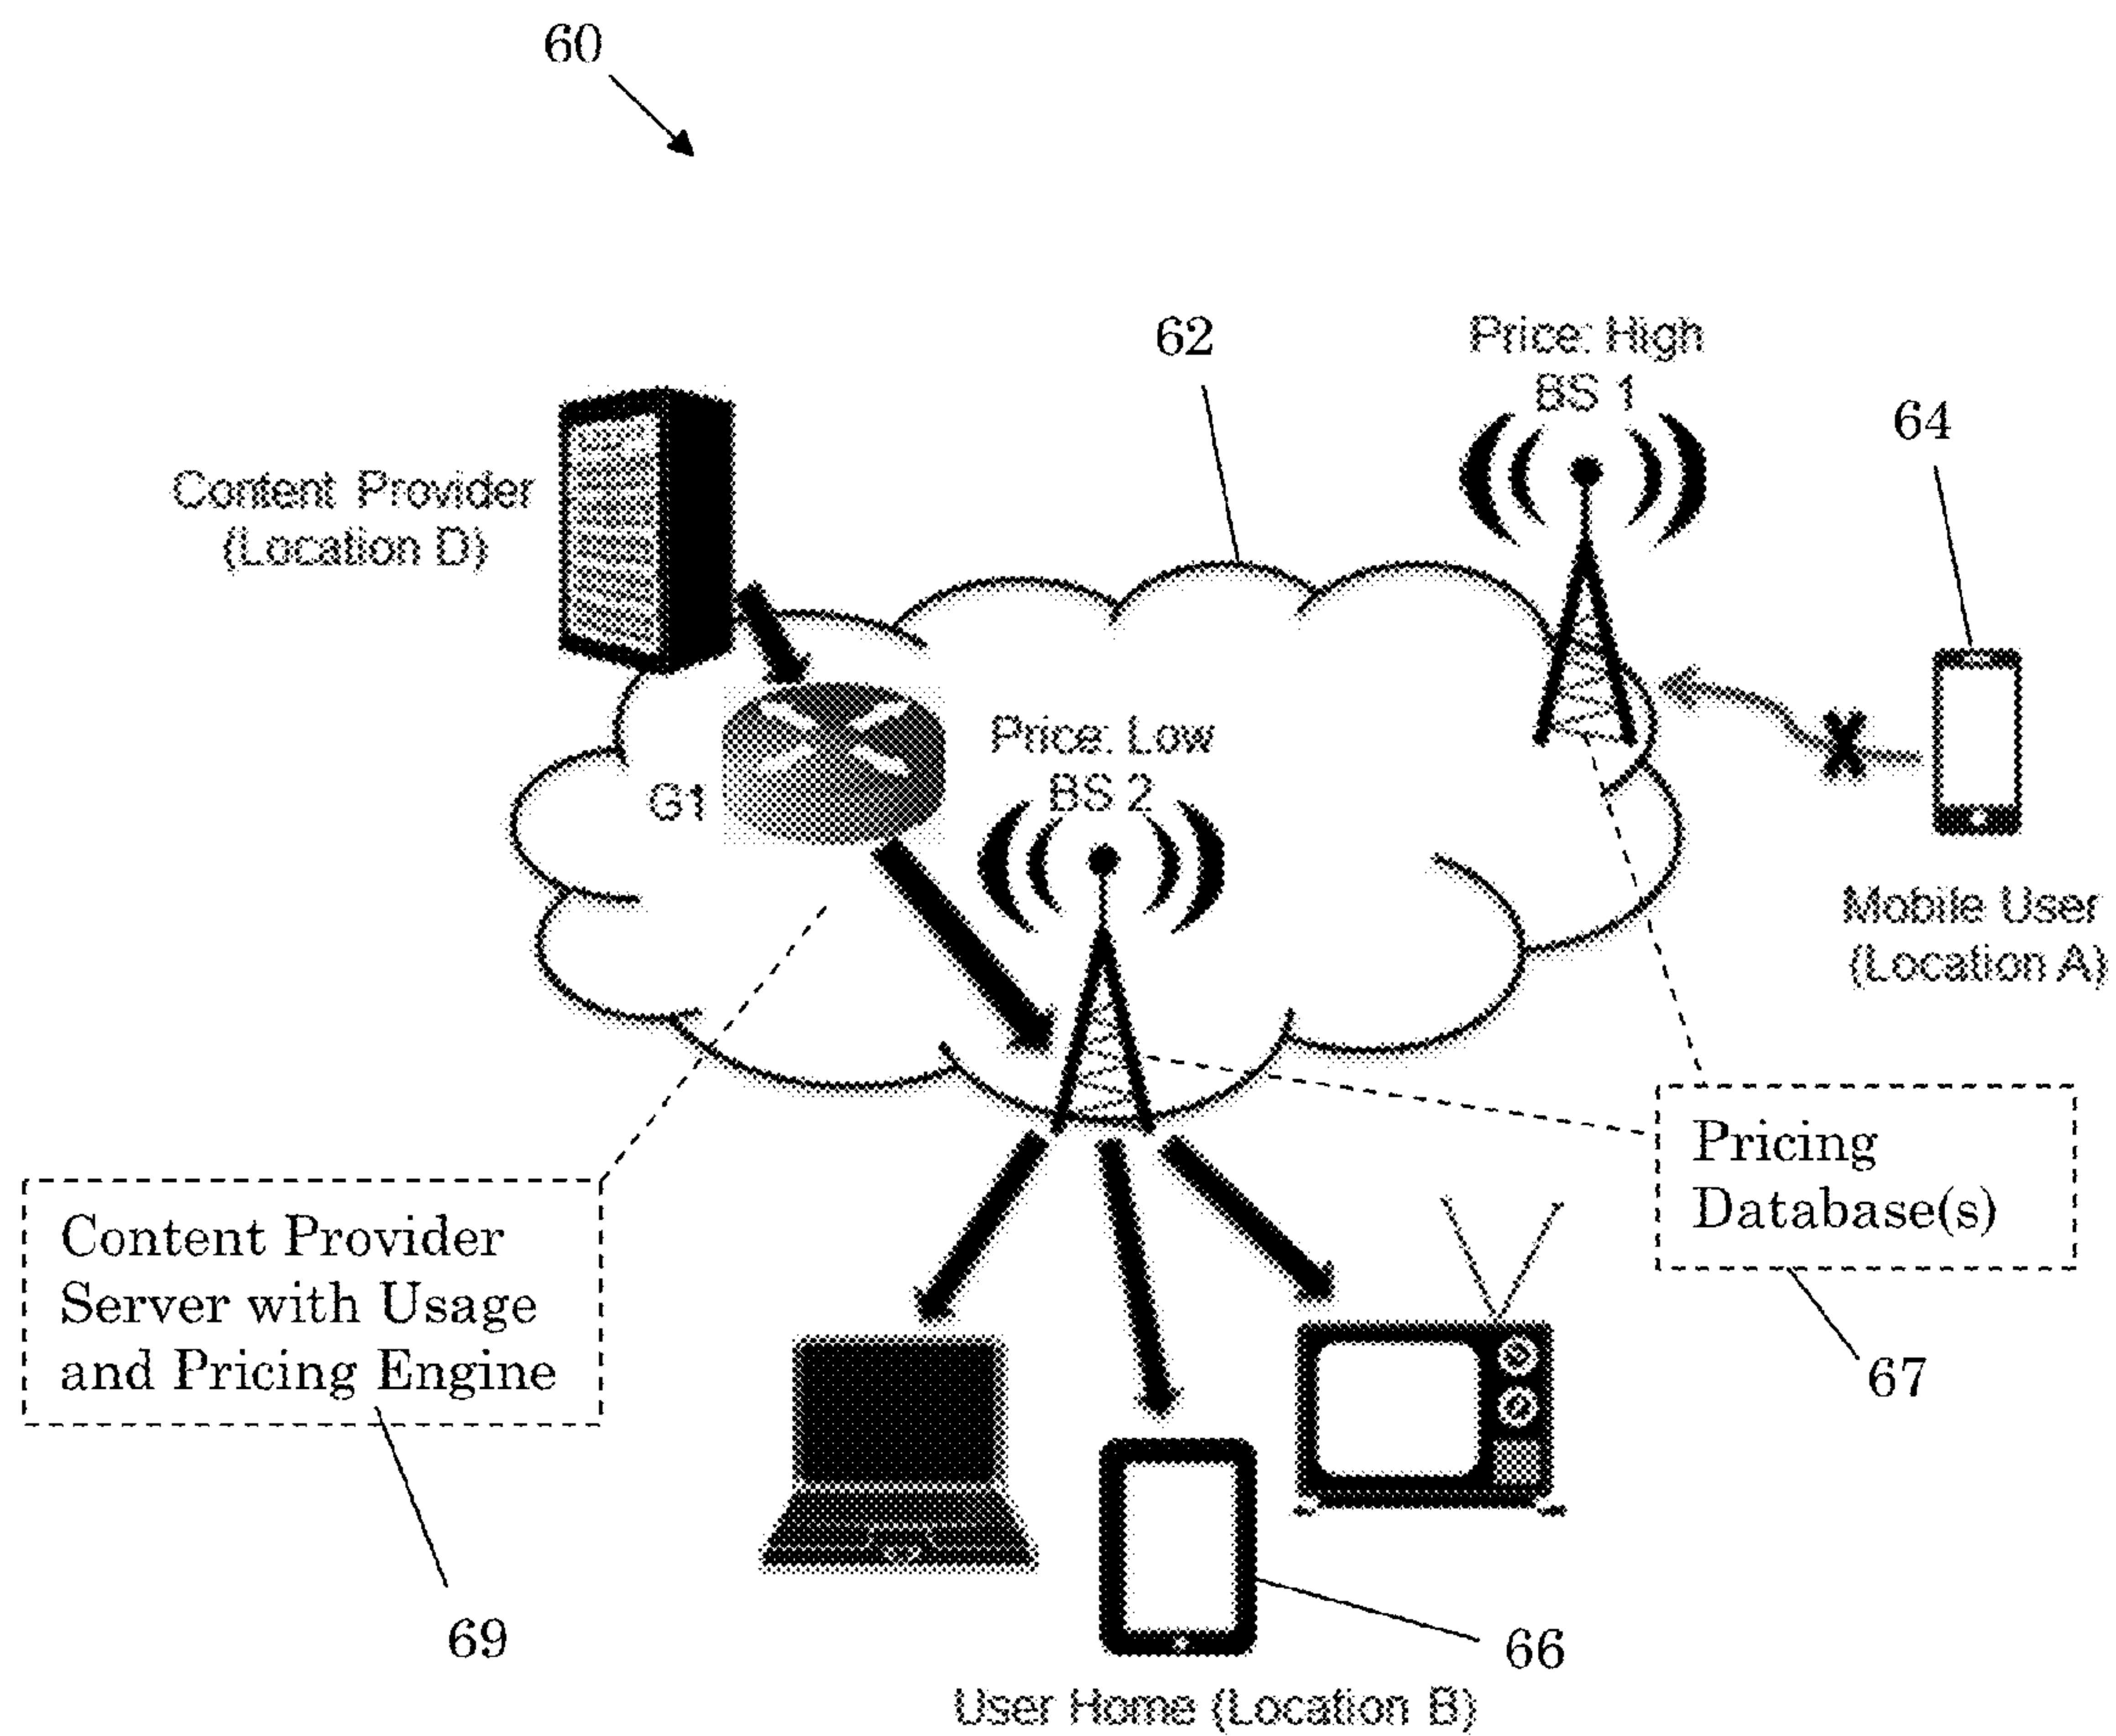 60
62
Price: High
BS 1
64
Content Provider
(Location D)
Price: Low
BS 2
G1
Mobile User
(Location A)
Pricing
Database(s)
Content Provider
Server with Usage
and Pricing Engine
67
69
66
User Home (Location B)